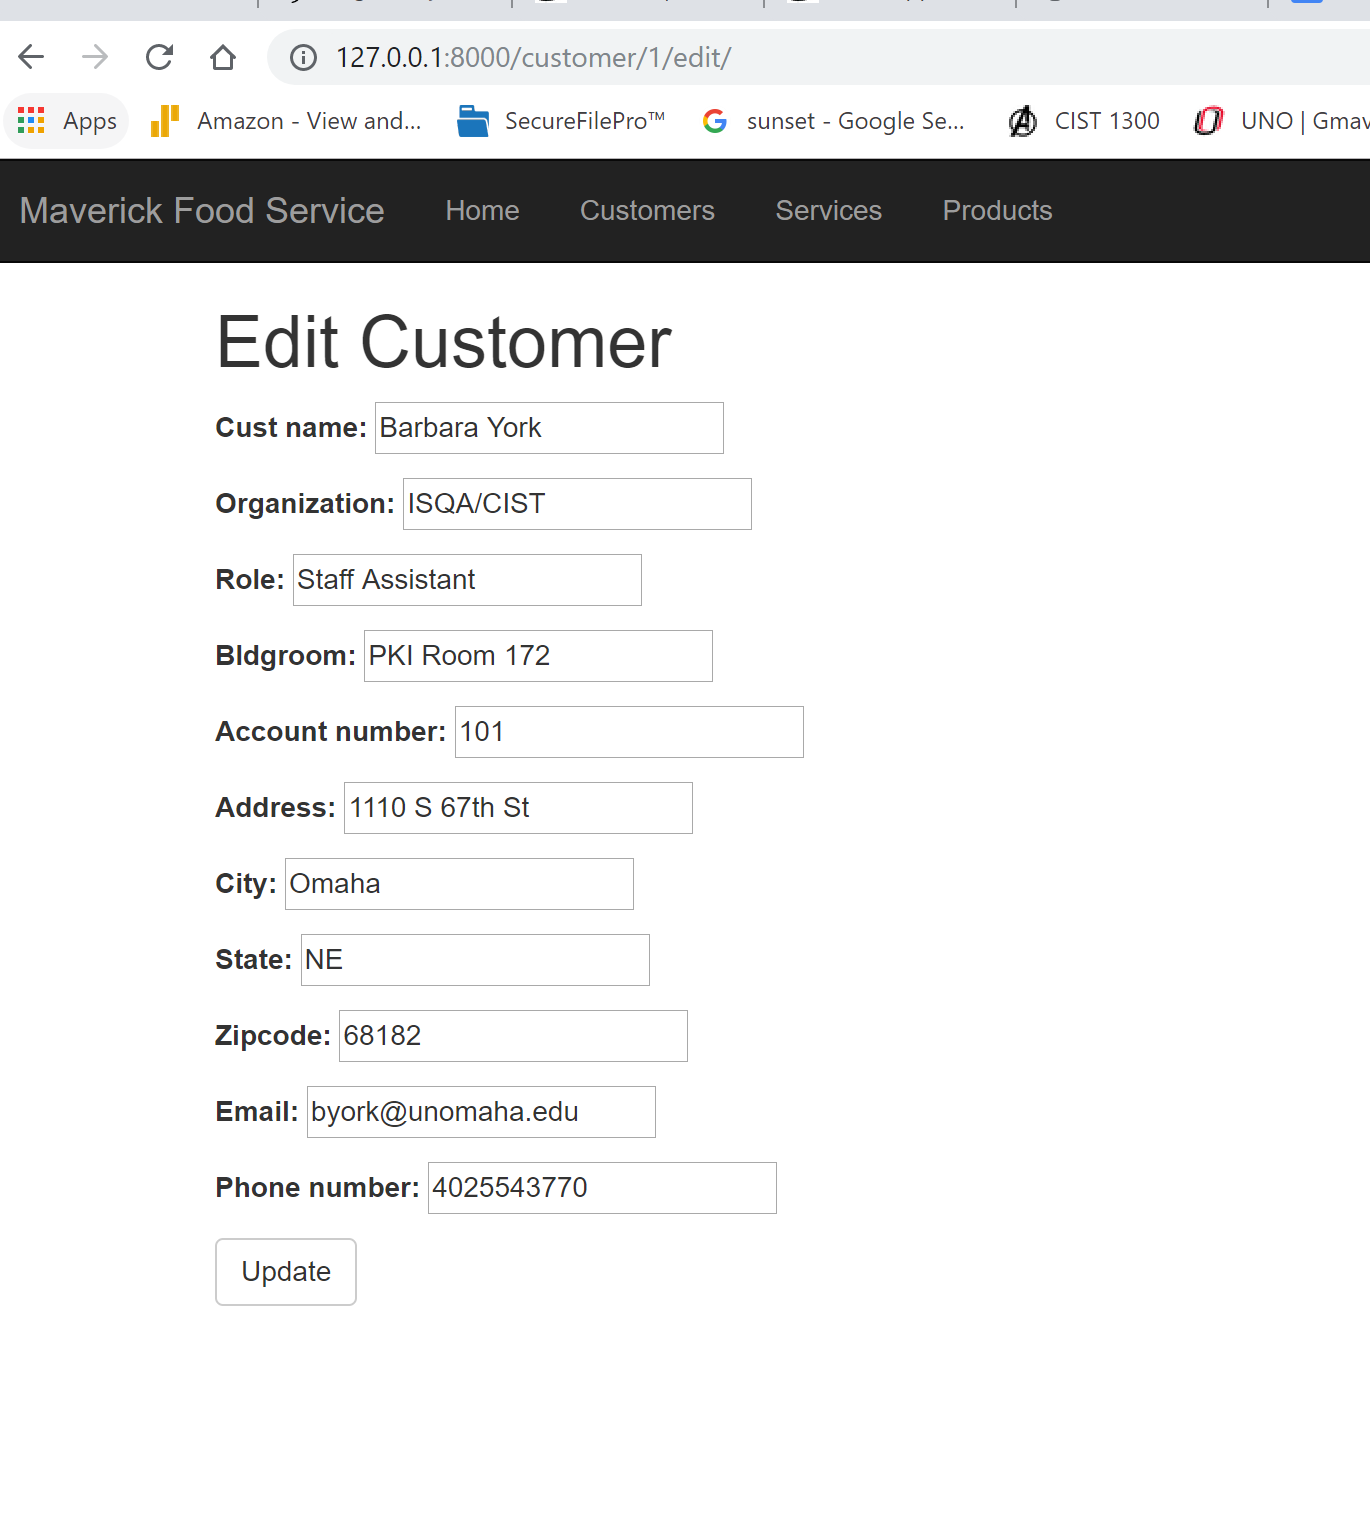 127.0.0.1:8000/customer/1/edit/
Apps Amazon - View and... SecureFilePro™ sunset - Google Se... CIST 1300 UNO | Gmav
Maverick Food Service Home Customers Services Products
Edit Customer
Cust name: Barbara York
Organization: ISQA/CIST
Role: Staff Assistant
Bldgroom: PKI Room 172
Account number: 101
Address: 1110 S 67th St
City: Omaha
State: NE
Zipcode: 68182
Email: byork@unomaha.edu
Phone number: 4025543770
Update